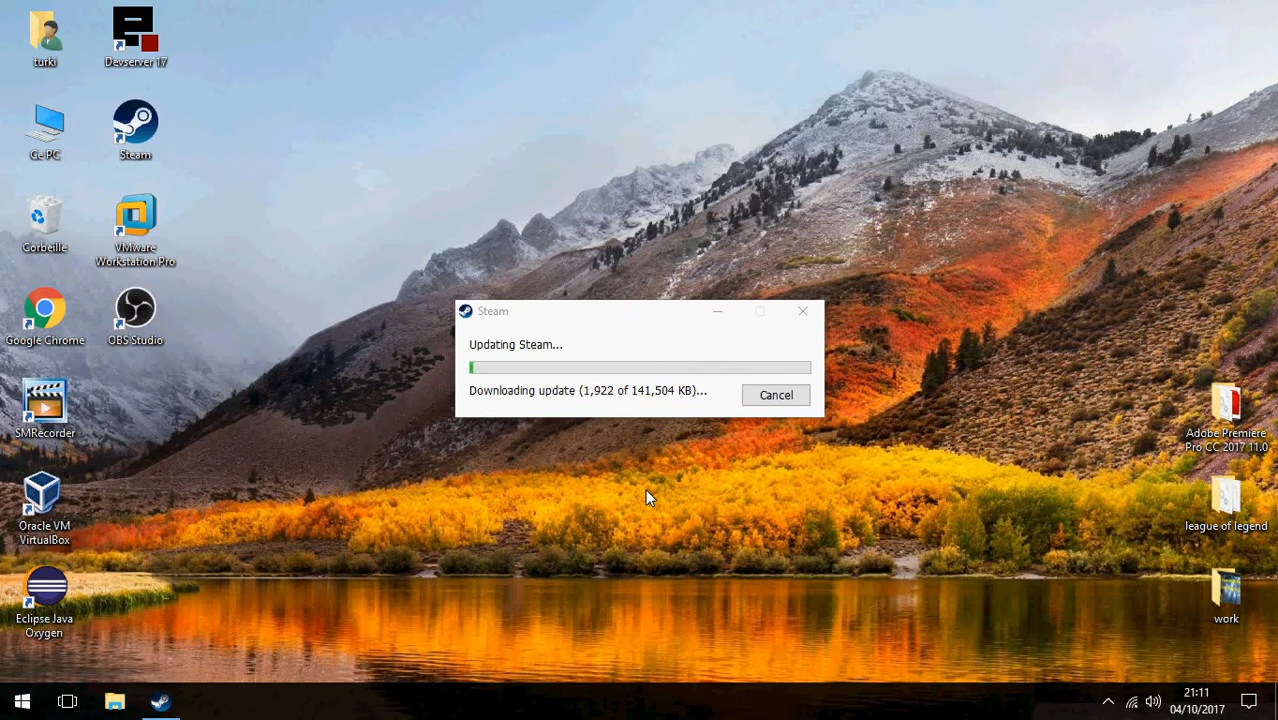 turki
Devserver 17
Ce PC
Steam
Corbeille
VMware
Workstation Pro
Google Chrome
OBS Studio
SMRecorder
Oracle VM
VirtualBox
Eclipse Java
Oxygen
Steam
Updating Steam...
Downloading update (1,922 of 141,504 KB)...
Cancel
Adobe Premiere
Pro CC 2017 11.0
league of legend
work
21:11
04/10/2017